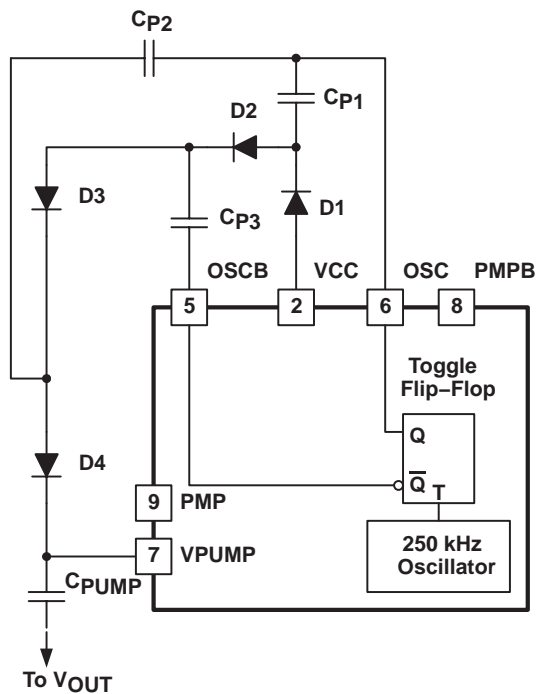 CP2
CP1
D2
D3
CP3
D1
OSCB
VCC
OSC
PMPB
5
2
6
8
Toggle
Flip–Flop
Q
Q̅
T
D4
9
PMP
7
VPUMP
250 kHz
Oscillator
CPUMP
To VOUT